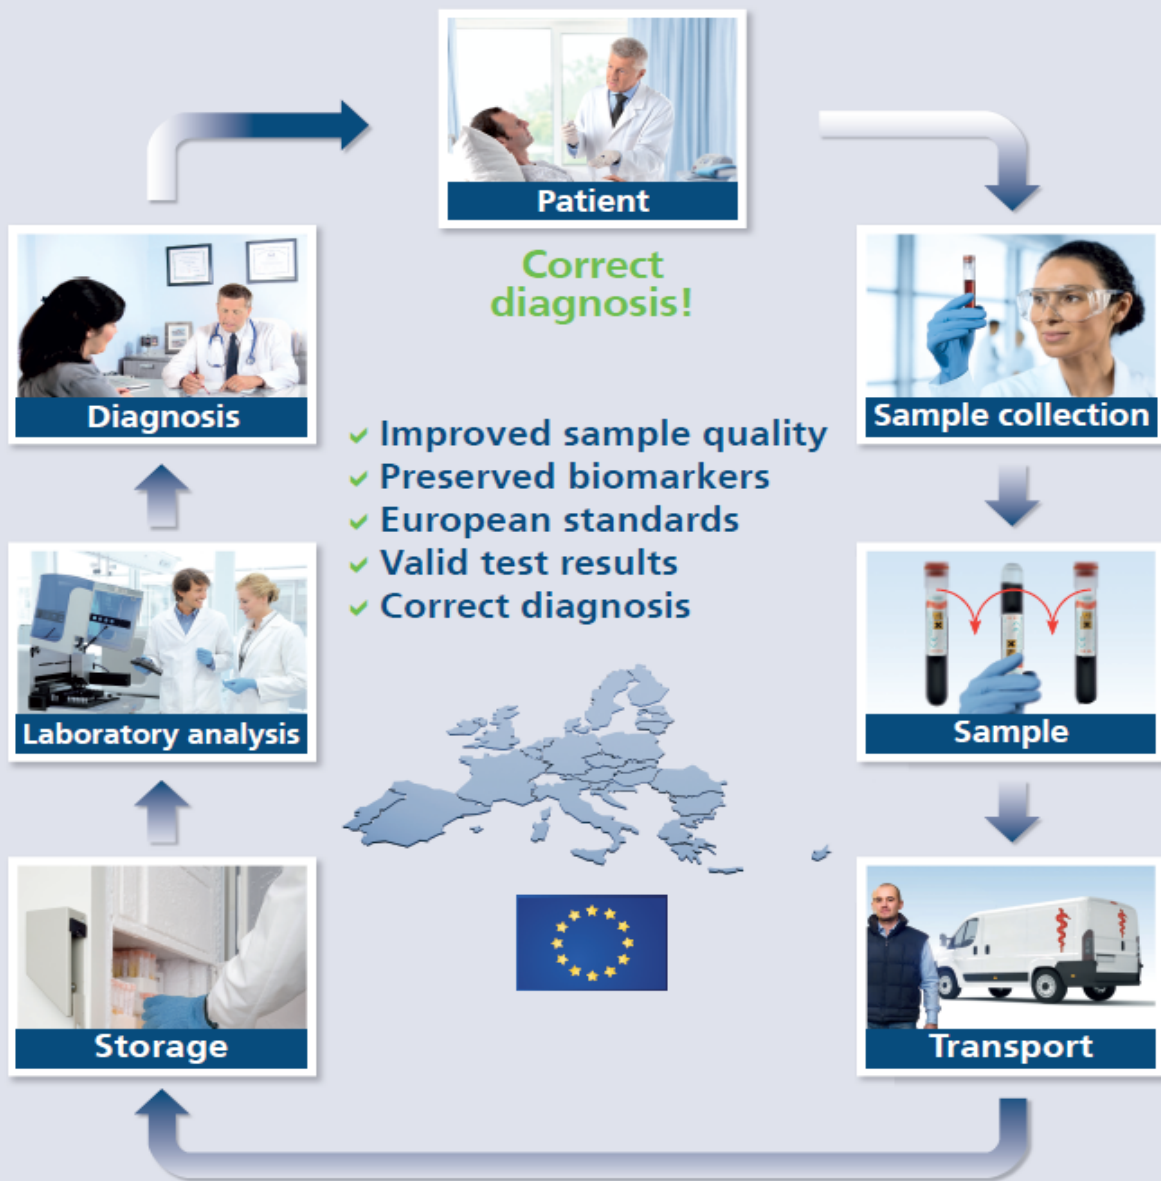 Patient
Correct
diagnosis!
Diagnosis
Sample collection
✓ Improved sample quality
✓ Preserved biomarkers
✓ European standards
✓ Valid test results
✓ Correct diagnosis
Laboratory analysis
Sample
Storage
Transport